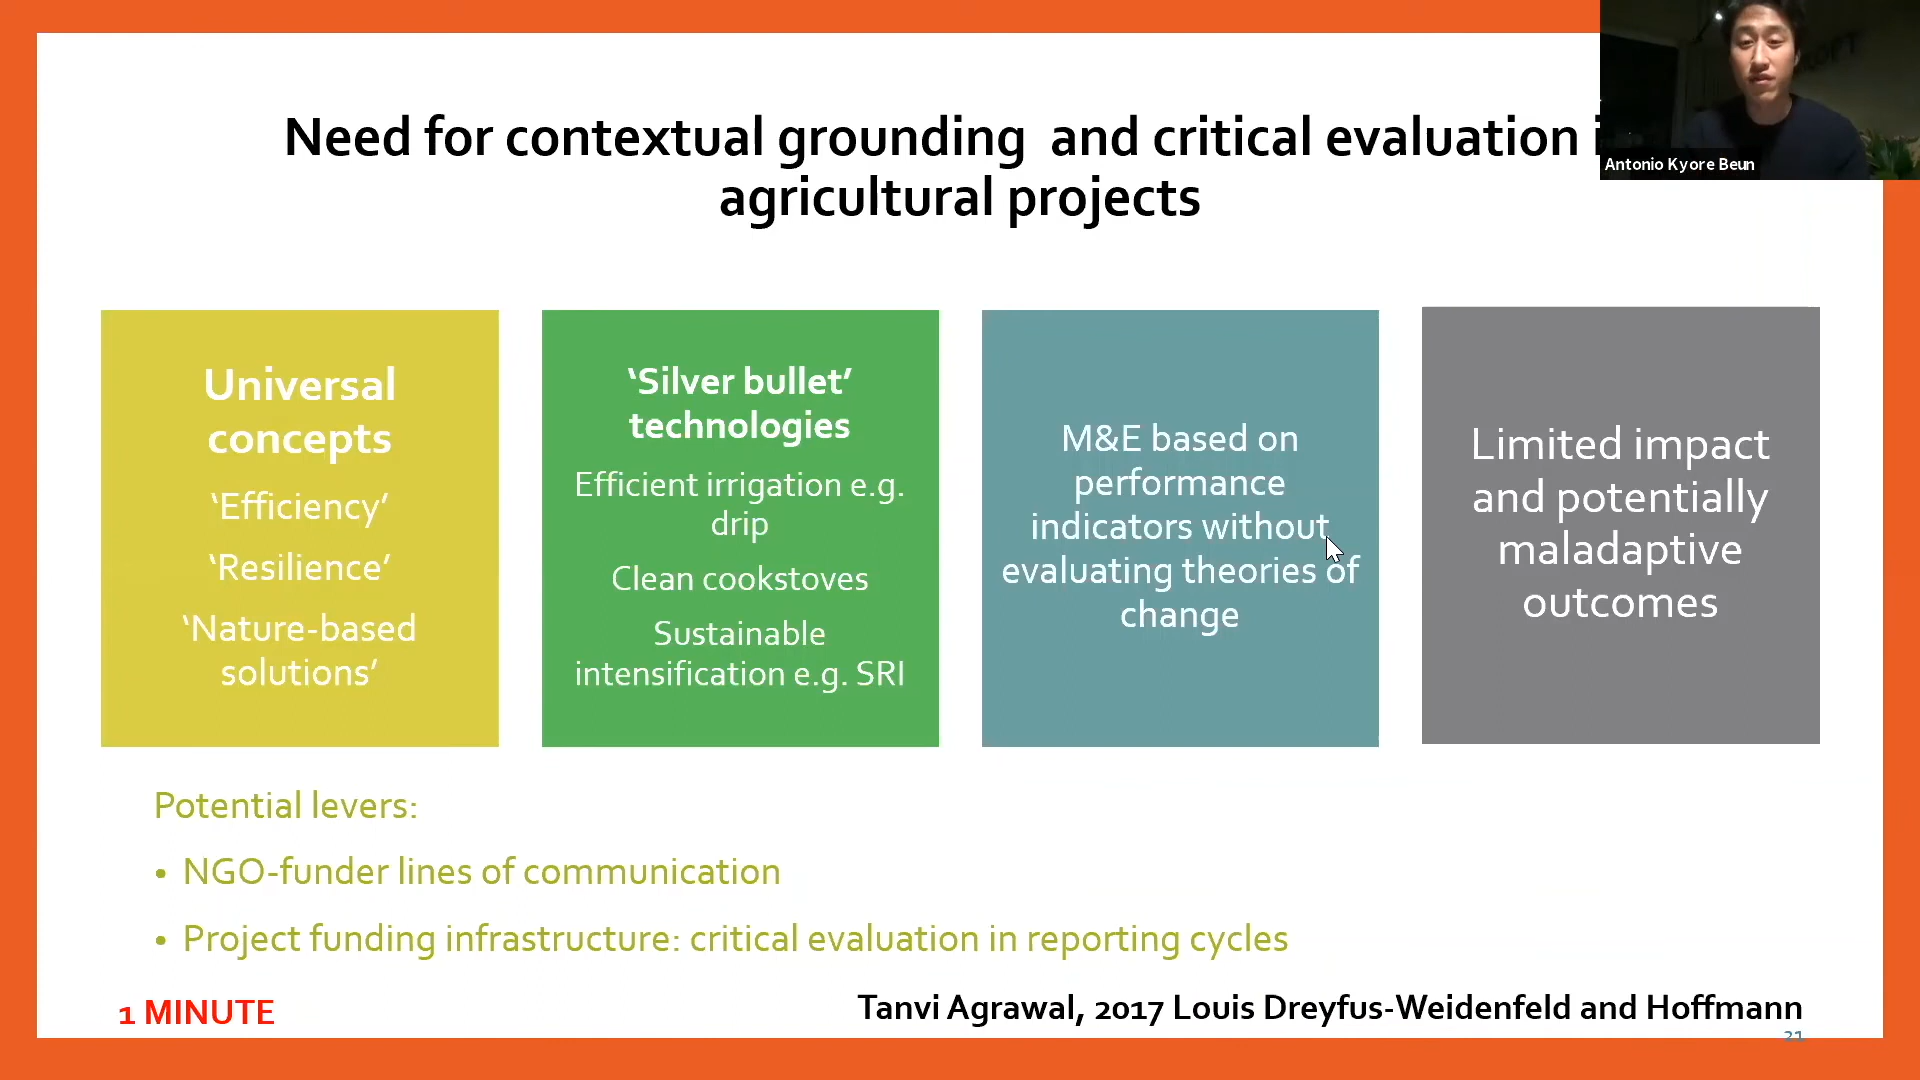 Need for contextual grounding and critical evaluation i
agricultural projects
Antonio Kyore Beun
Universal
concepts
‘Efficiency’
‘Resilience’
‘Nature-based
solutions’
‘Silver bullet’
technologies
Efficient irrigation e.g.
drip
Clean cookstoves
Sustainable
intensification e.g. SRI
M&E based on
performance
indicators without
evaluating theories of
change
Limited impact
and potentially
maladaptive
outcomes
Potential levers:
• NGO-funder lines of communication
• Project funding infrastructure: critical evaluation in reporting cycles
1 MINUTE
Tanvi Agrawal, 2017 Louis Dreyfus-Weidenfeld and Hoffmann
21